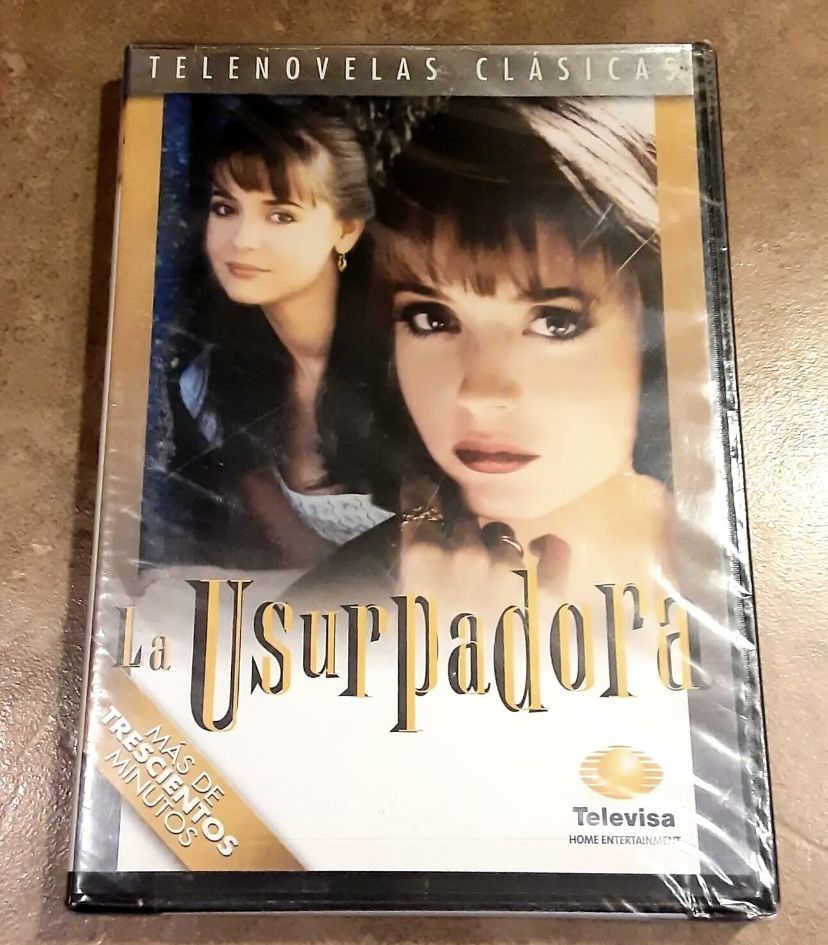 TELENOVELAS CLÁSICAS
La Usurpadora
MÁS DE
TRESCIENTOS
MINUTOS
Televisa
HOME ENTERTAINMENT